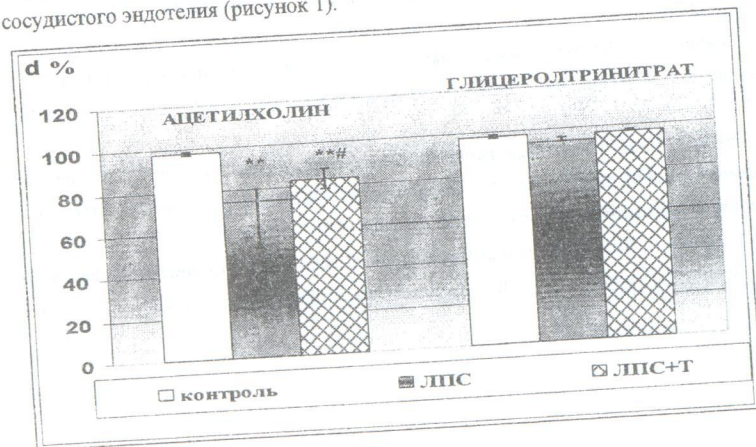 сосудистого эндотелия (рисунок 1).
d %
ГЛИЦЕРОЛТРИНИТРАТ
АЦЕТИЛХОЛИН
120
100
80
60
40
20
0
**
**#
контроль
ЛПС
ЛПС+Т